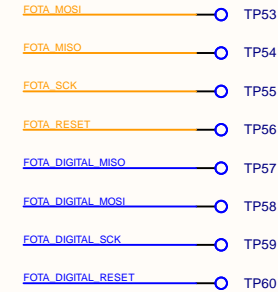 FOTA_MOSI TP53
FOTA_MISO TP54
FOTA_SCK TP55
FOTA_RESET TP56
FOTA_DIGITAL_MISO TP57
FOTA_DIGITAL_MOSI TP58
FOTA_DIGITAL_SCK TP59
FOTA_DIGITAL_RESET TP60